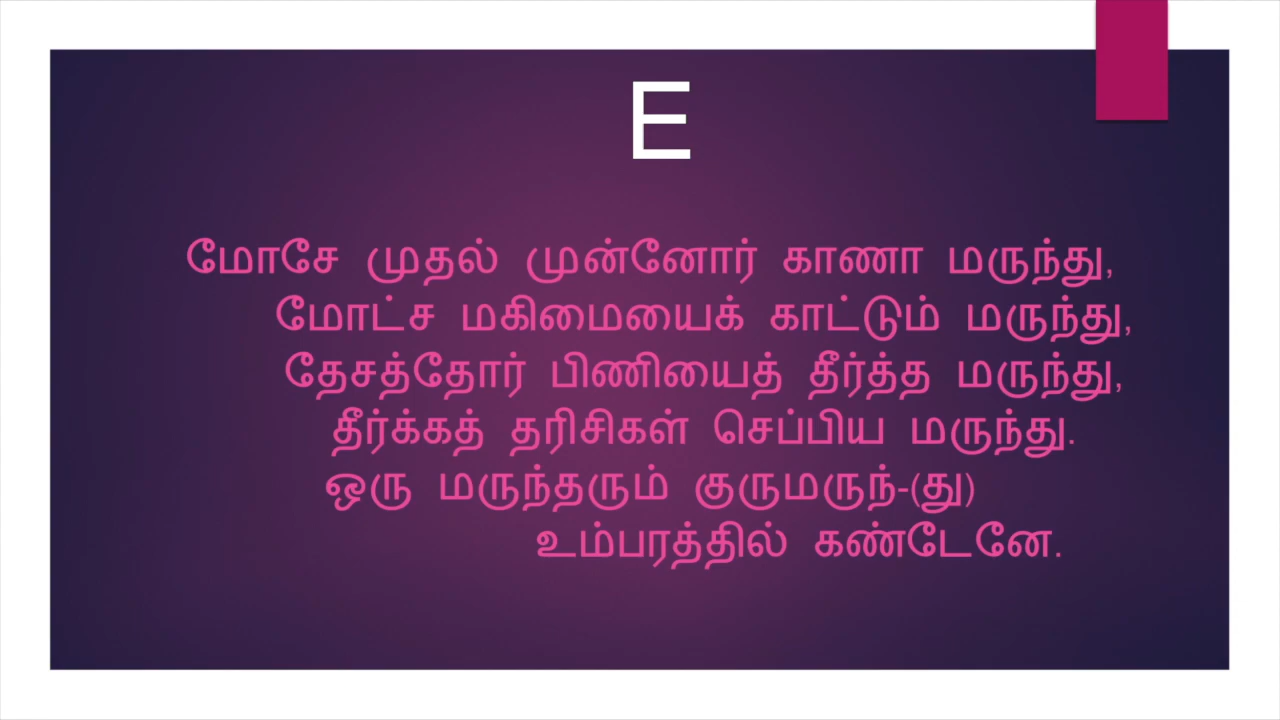 E
மோசே முதல் முன்னோர் காணா மருந்து,
மோட்ச மகிமையைக் காட்டும் மருந்து,
தேசத்தோர் பிணியைத் தீர்த்த மருந்து,
தீர்க்கத் தரிசிகள் செப்பிய மருந்து.
ஒரு மருந்தரும் குருமருந்-(து)
உம்பரத்தில் கண்டேனே.